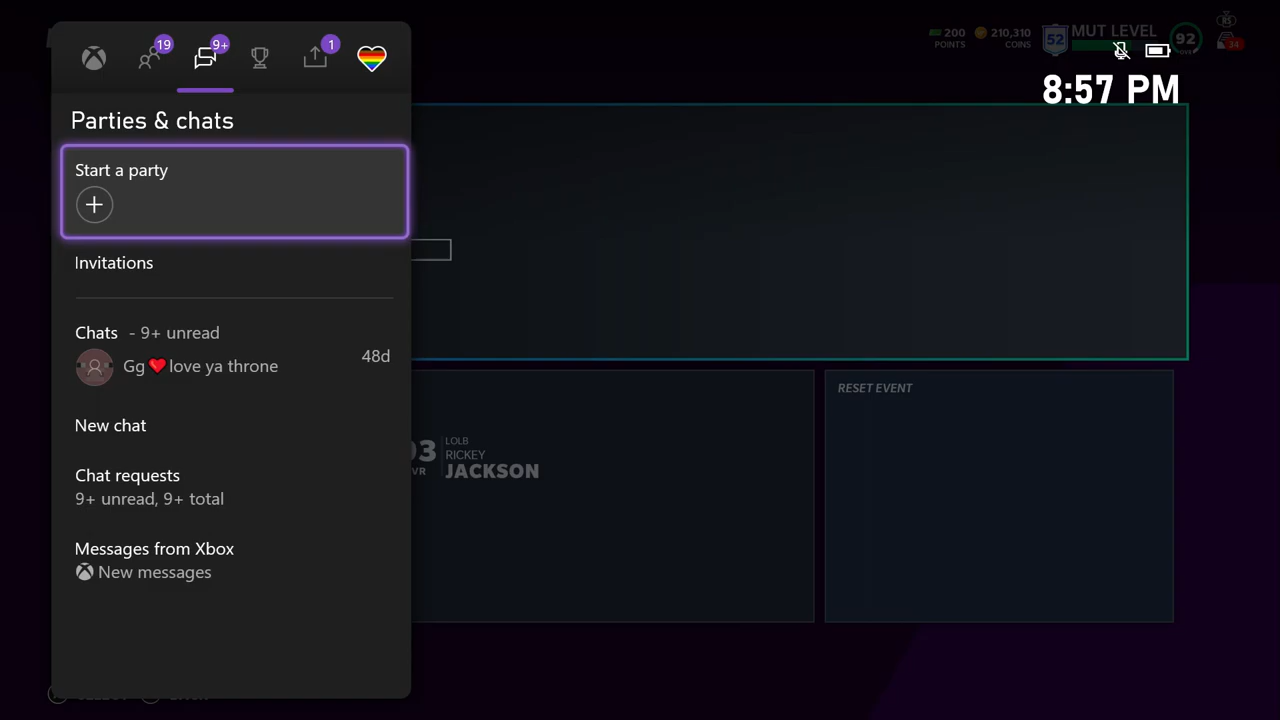 19
9+
1
Parties & chats
Start a party
Invitations
Chats - 9+ unread
Gg❤️love ya throne
48d
New chat
Chat requests
9+ unread, 9+ total
Messages from Xbox
New messages
200
POINTS
210,310
COINS
52
MUT LEVEL
92
OVR
34
8:57 PM
LOLB
RICKEY
JACKSON
RESET EVENT